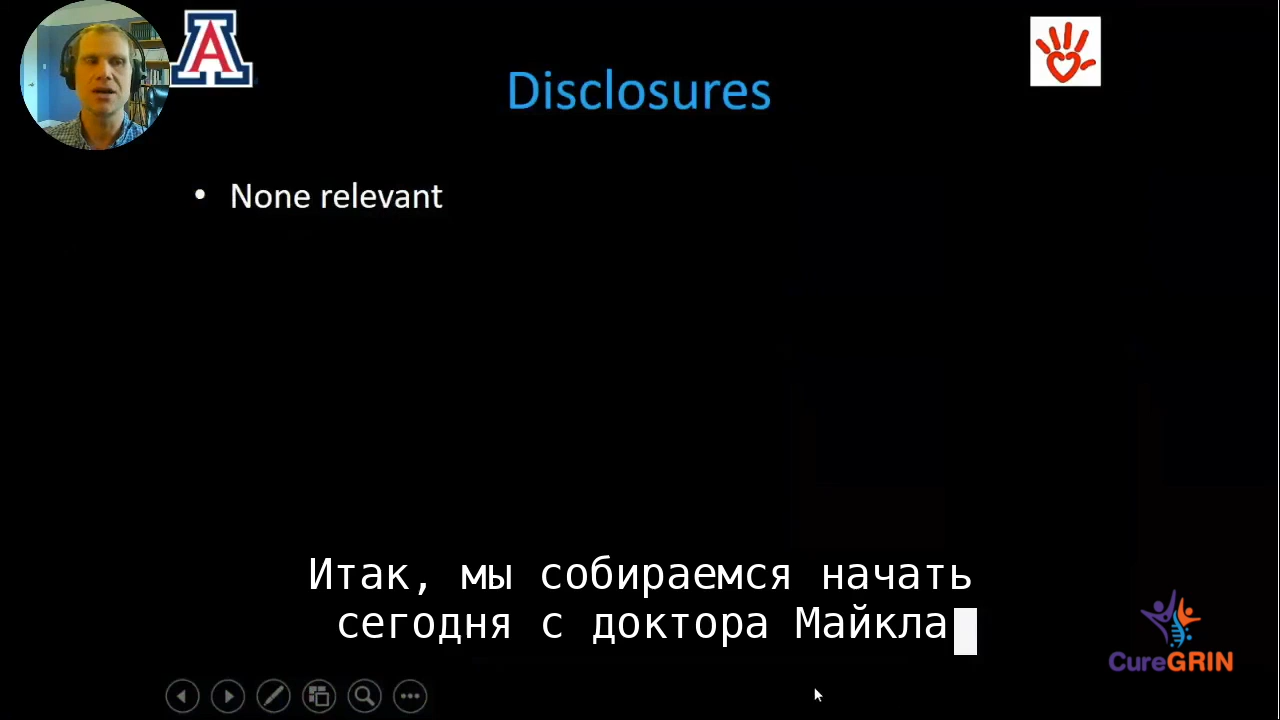 A
Disclosures
• None relevant
Итак, мы собираемся начать
сегодня с доктора Майкла
CureGRIN